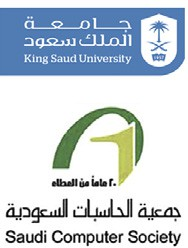 جامعة
الملك سعود
King Saud University
٢٠ عاماً من العطاء
جمعية الحاسبات السعودية
Saudi Computer Society